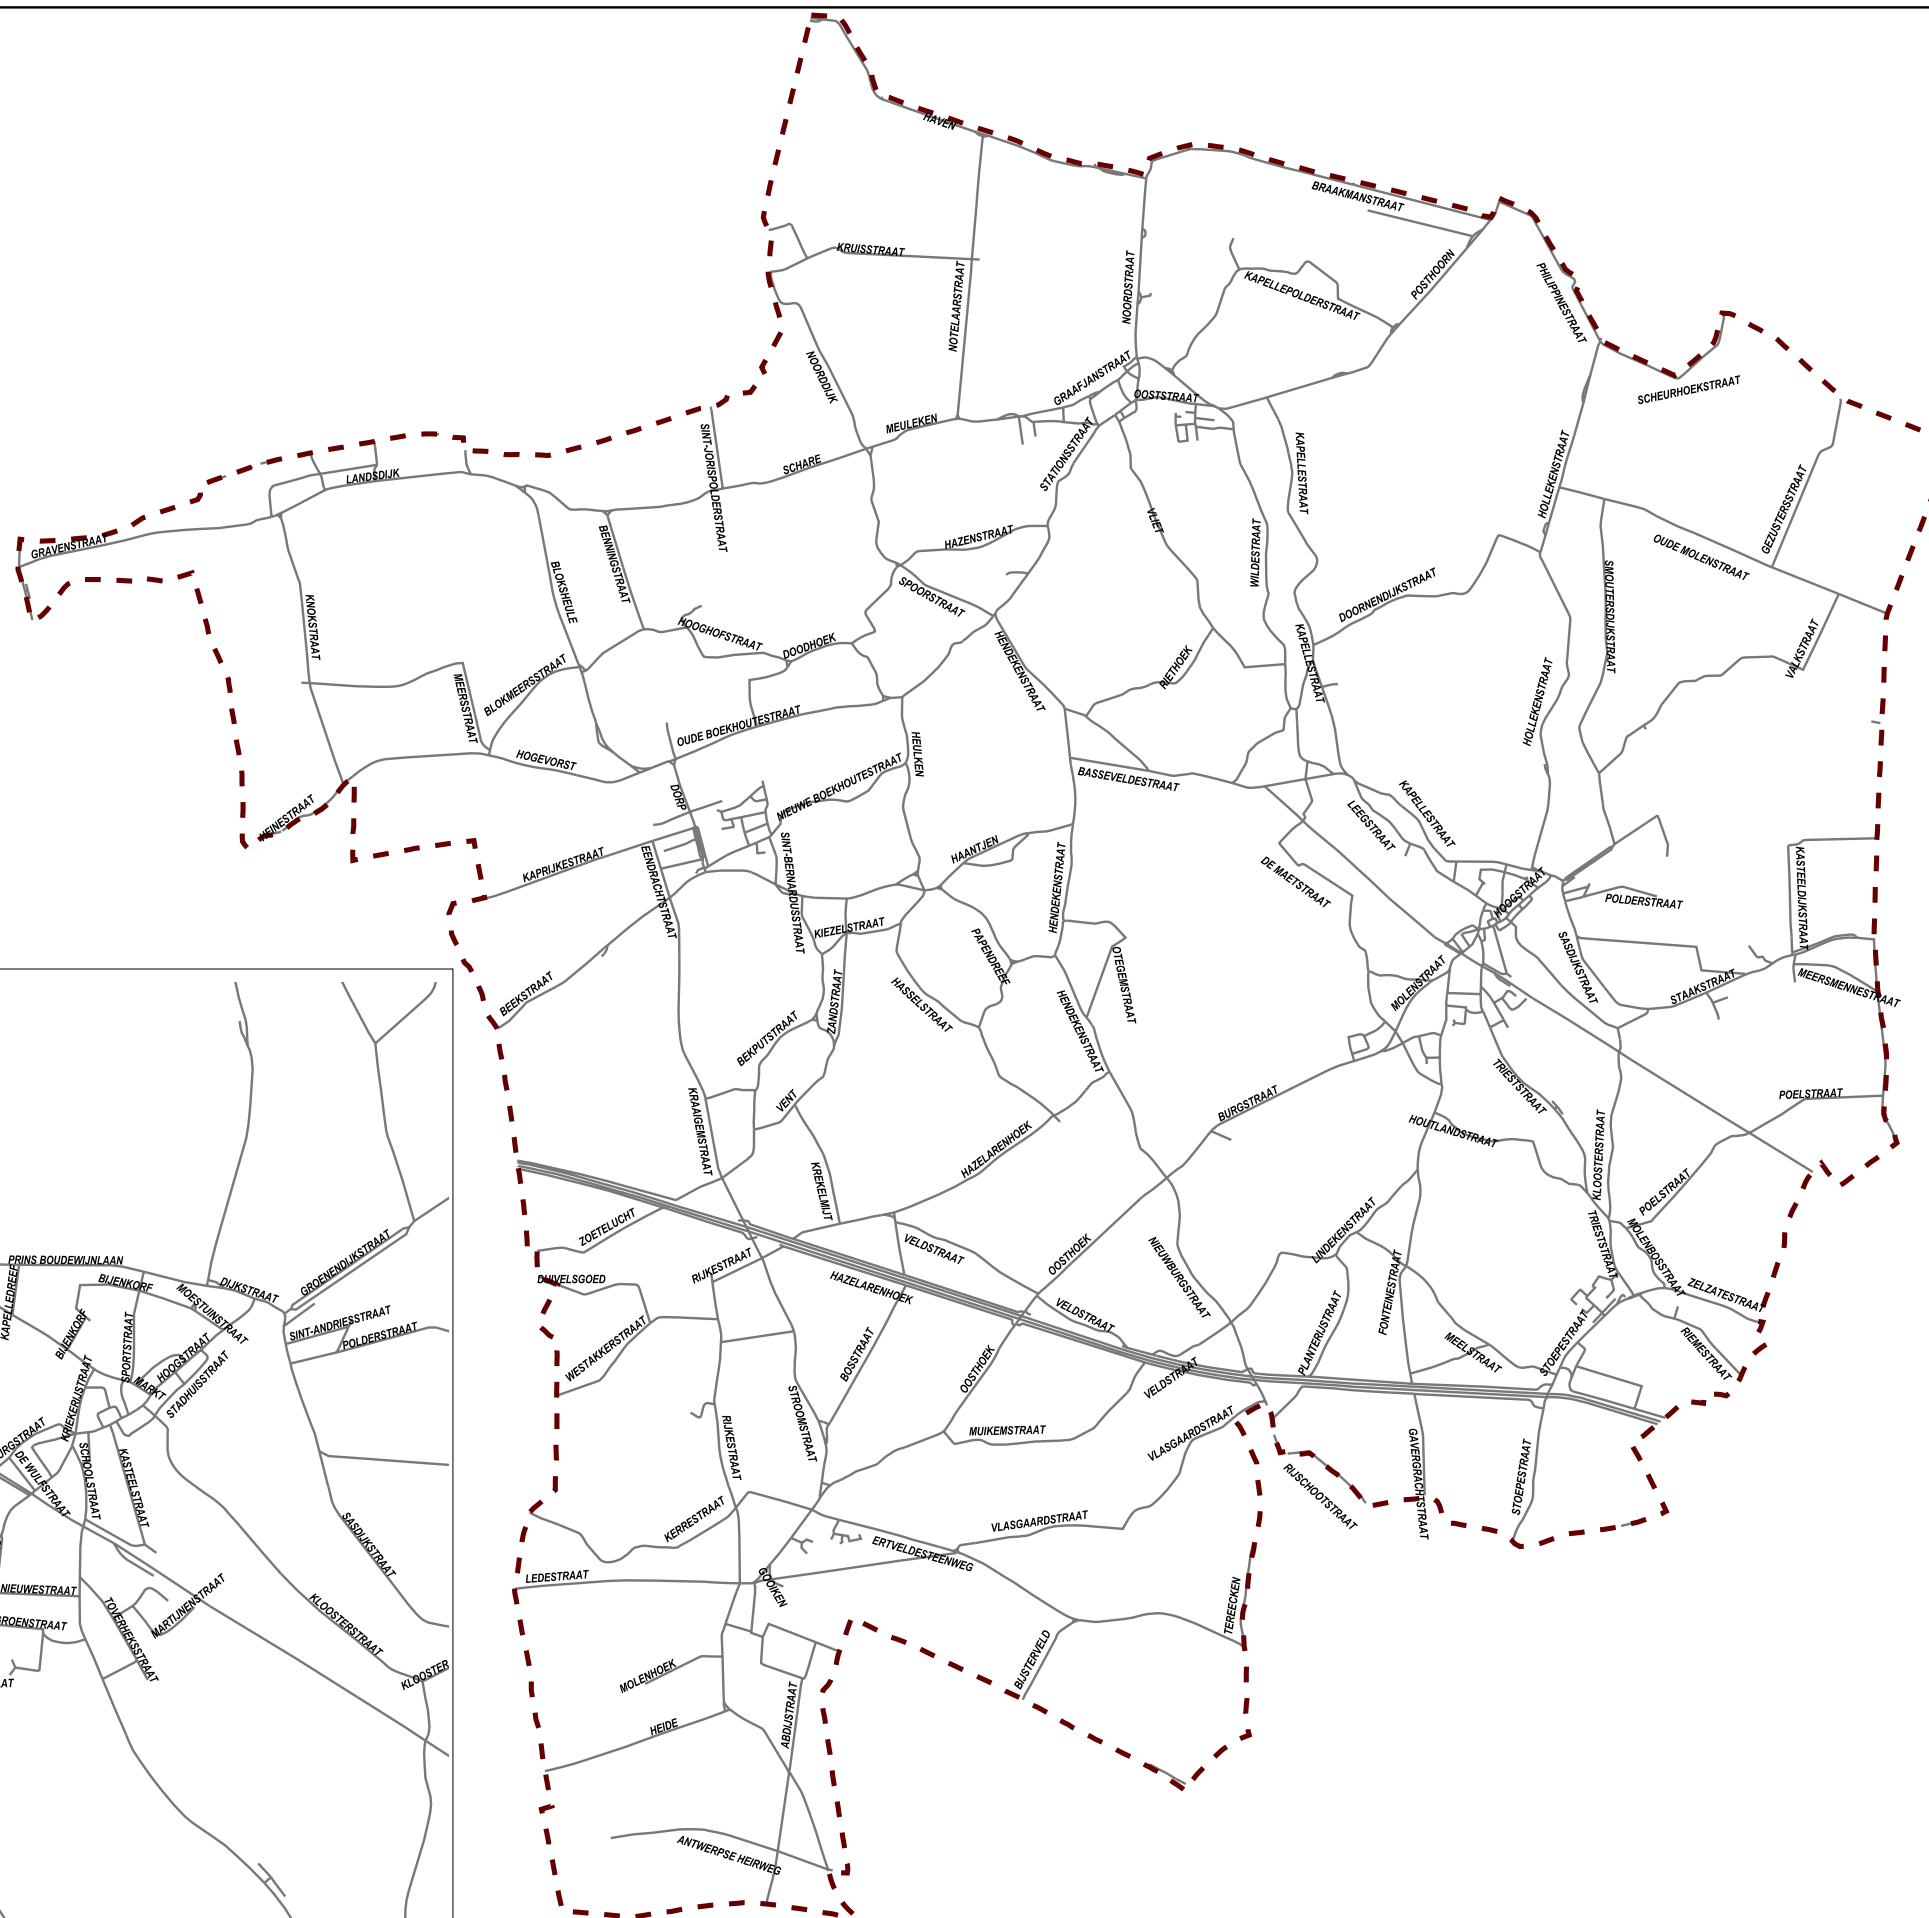 HAVEN
BRAAKMANSTRAAT
KRUISSTRAAT
NOTELAARSTRAAT
NOORDSTRAAT
KAPELLEPOLDERSTRAAT
POSTHOORN
PHILIPPINESTRAAT
NOORDDIJK
GRAAFJANSTRAAT
OOSTSTRAAT
SCHEURHOEKSTRAAT
MEULEKEN
SINT-JORISPOLDERSTRAAT
SCHARE
STATIONSSTRAAT
KAPELLESTRAAT
HOLLEKENSTRAAT
GEZUSTERSSTRAAT
LANDSDIJK
GRAVENSTRAAT
BENNINGSTRAAT
HAZENSTRAAT
VLIET
WILDESTRAAT
OUDE MOLENSTRAAT
KNOKSTRAAT
BLOKSHEULE
SPOORSTRAAT
DOORNENDIJKSTRAAT
SMOUTERSDIJKSTRAAT
HOOGHOFSTRAAT
DOODHOEK
HENDEKENSTRAAT
RIETHOEK
KAPELLESTRAAT
VALKSTRAAT
MEERSSTRAAT
BLOKMEERSSTRAAT
HOLLEKENSTRAAT
OUDE BOEKHOUTESTRAAT
HOGEVORST
HEULKEN
BASSEVELDESTRAAT
DORP
NIEUWE BOEKHOUTESTRAAT
HEINESTRAAT
LEEGSTRAAT
KAPELLESTRAAT
KAPRIJKESTRAAT
EENDRACHTSTRAAT
SINT-BERNARDUSSTRAAT
HAANTJEN
HENDEKENSTRAAT
DE MAETSTRAAT
HOOGSTRAAT
POLDERSTRAAT
KASTEELDIJKSTRAAT
KIEZELSTRAAT
PAPENDREEF
OTEGEMSTRAAT
SASDIJKSTRAAT
BEEKSTRAAT
ZANDSTRAAT
HASSELSTRAAT
MOLENSTRAAT
STAAKSTRAAT
MEERSMENNESTRAAT
BEKPUTSTRAAT
HENDEKENSTRAAT
TRIESTSTRAAT
KRAAIGEMSTRAAT
VENT
BURGSTRAAT
POELSTRAAT
HOUTLANDSTRAAT
KLOOSTERSTRAAT
HAZELARENHOEK
KREKELMIJT
POELSTRAAT
ZOETELUCHT
VELDSTRAAT
OOSTHOEK
NIEUWBURGSTRAAT
LINDEKENSTRAAT
TRIESTSTRAAT
MOLENBOSSTRAAT
RIJKESTRAAT
DUIVELSGOED
HAZELARENHOEK
FONTEINESTRAAT
ZELZATESTRAAT
VELDSTRAAT
PLANTERIJSTRAAT
WESTAKKERSTRAAT
BOSSTRAAT
MEELSTRAAT
STOEPESTRAAT
RIEMESTRAAT
OOSTHOEK
VELDSTRAAT
STROOMSTRAAT
RIJKESTRAAT
MUIKEMSTRAAT
VLASGAARDSTRAAT
GAVERGRACHTSTRAAT
RIJSCHOOTSTRAAT
STOEPESTRAAT
KERRESTRAAT
VLASGAARDSTRAAT
ERTVELDESTEENWEG
LEDESTRAAT
GOOIKEN
TEREECKEN
BIJSTERVELD
MOLENHOEK
HEIDE
ABDIJSTRAAT
ANTWERPSE HEIRWEG
PRINS BOUDEWIJNLAAN
KAPELLEDREEF
BIJENKORF
MOESTUINSTRAAT
DIJKSTRAAT
GROENENDIJKSTRAAT
BIJENKORF
SPORTSTRAAT
SINT-ANDRIESSTRAAT
POLDERSTRAAT
HOOGSTRAAT
MARKT
STADHUISSTRAAT
KRIEKERIJSTRAAT
URGSTRAAT
DE WULFSTRAAT
SCHOOLSTRAAT
KASTEELSTRAAT
SASDIJKSTRAAT
NIEUWESTRAAT
ROENSTRAAT
TOVERHEKSSTRAAT
MARTIJNENSTRAAT
KLOOSTERSTRAAT
KLOOSTER
AT